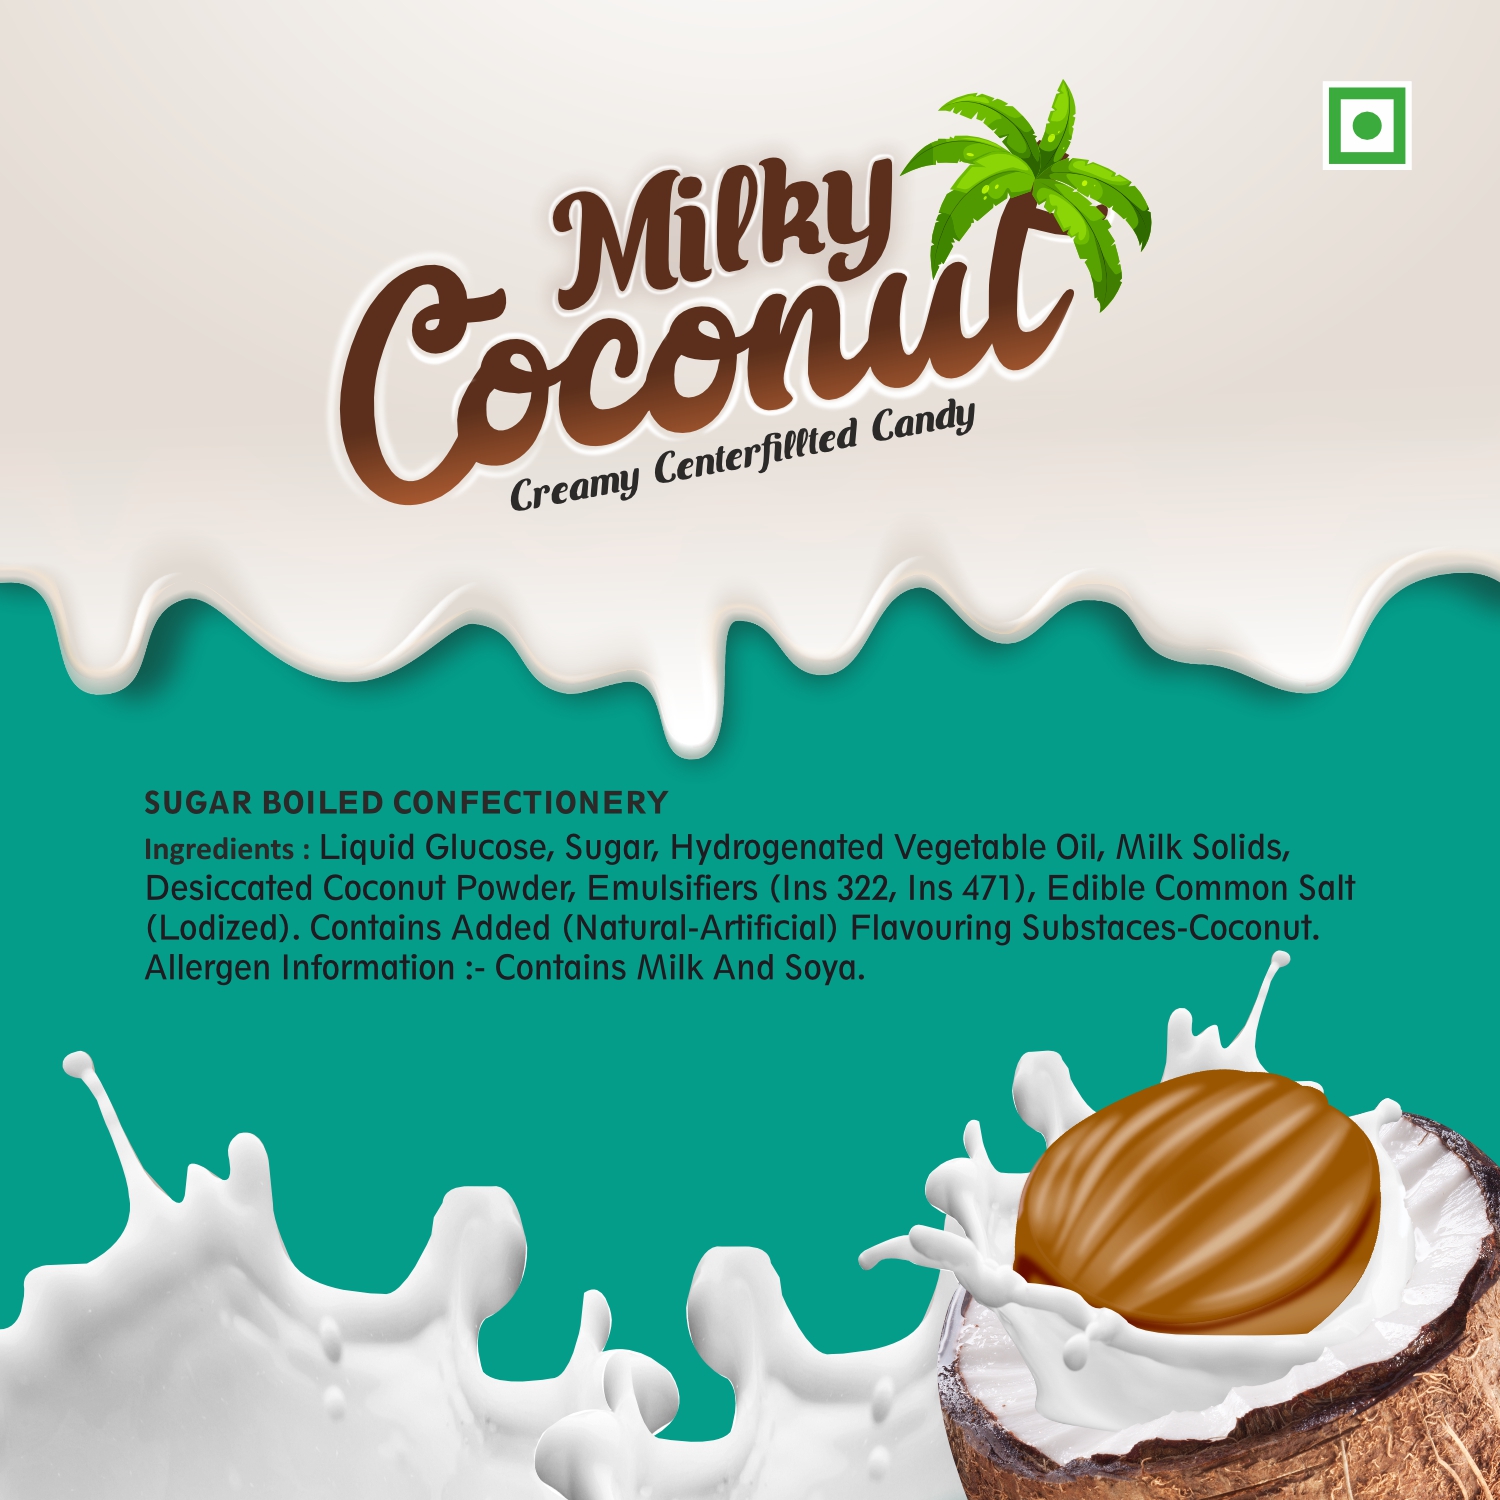 Milky
Coconut
Creamy Centerfillted Candy
SUGAR BOILED CONFECTIONERY
Ingredients : Liquid Glucose, Sugar, Hydrogenated Vegetable Oil, Milk Solids,
Desiccated Coconut Powder, Emulsifiers (Ins 322, Ins 471), Edible Common Salt
(Lodized). Contains Added (Natural-Artificial) Flavouring Substaces-Coconut.
Allergen Information :- Contains Milk And Soya.